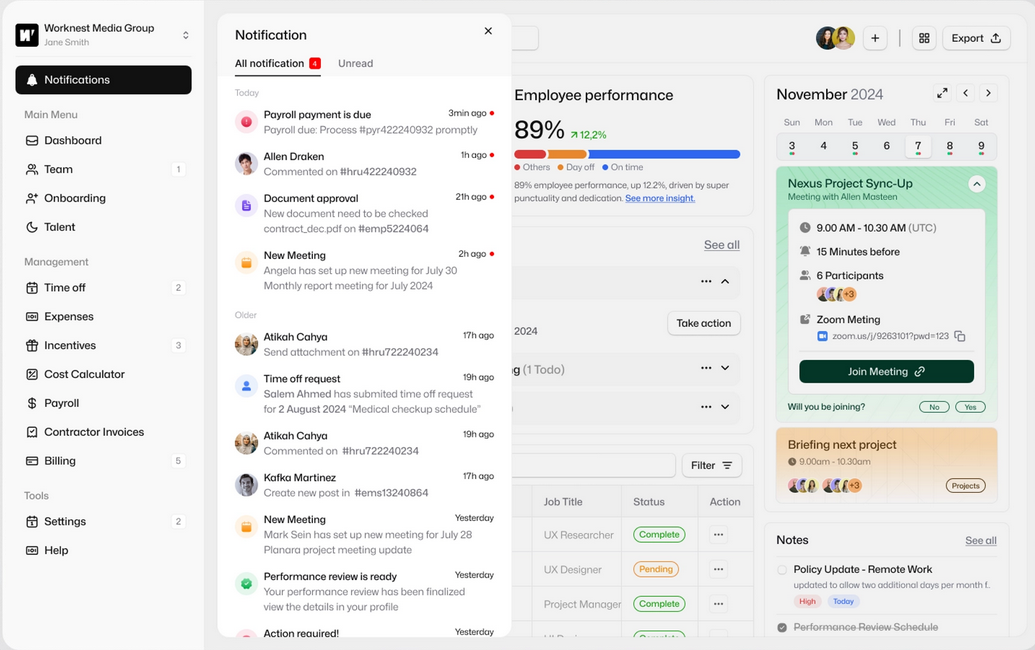 Worknest Media Group
Jane Smith
Notifications
Main Menu
Dashboard
Team 1
Onboarding
Talent
Management
Time off 2
Expenses
Incentives 3
Cost Calculator
Payroll
Contractor Invoices
Billing 5
Tools
Settings 2
Help
Notification
All notification 4 Unread
Today
Payroll payment is due 3min ago
Payroll due: Process #pyr422240932 promptly
Allen Draken 1h ago
Commented on #hru422240932
Document approval 21h ago
New document need to be checked
contract_dec.pdf on #emp5224064
New Meeting 2h ago
Angela has set up new meeting for July 30
Monthly report meeting for July 2024
Older
Atikah Cahya 17h ago
Send attachment on #hru722240234
Time off request 19h ago
Salem Ahmed has submited time off request
for 2 August 2024 “Medical checkup schedule”
Atikah Cahya 19h ago
Commented on #hru722240234
Kafka Martinez 17h ago
Create new post in #ems13240864
New Meeting Yesterday
Mark Sein has set up new meeting for July 28
Planara project meeting update
Performance review is ready Yesterday
Your performance review has been finalized
view the details in your profile
Action required! Yesterday
Export
Employee performance
89% 12,2%
Others Day off On time
89% employee performance, up 12.2%, driven by super
punctuality and dedication. See more insight.
See all
2024 Take action
g (1 Todo)
Filter
Job Title Status Action
UX Researcher Complete
UX Designer Pending
Project Manager Complete
November 2024
Sun Mon Tue Wed Thu Fri Sat
3 4 5 6 7 8 9
Nexus Project Sync-Up
Meeting with Allen Masteen
9.00 AM - 10.30 AM (UTC)
15 Minutes before
6 Participants
+3
Zoom Meting
zoom.us/j/9263101?pwd=123
Join Meeting
Will you be joining? No Yes
Briefing next project
9.00am - 10.30am
+3 Projects
Notes See all
Policy Update - Remote Work
updated to allow two additional days per month f..
High Today
Performance Review Schedule